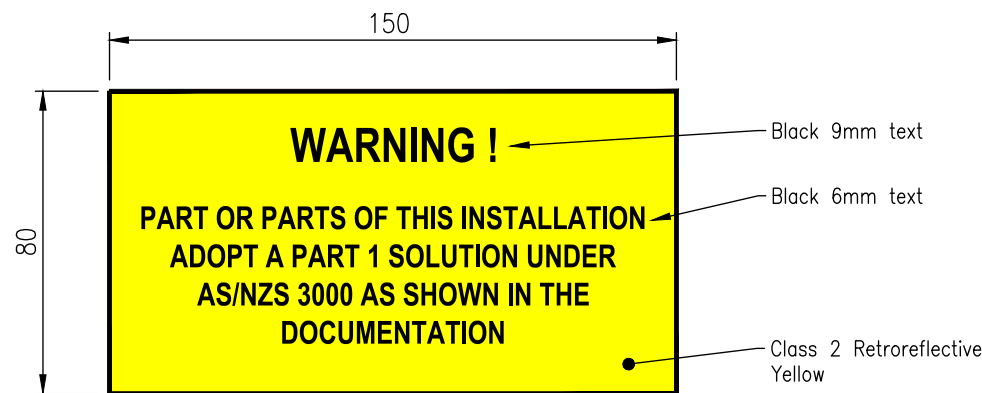 150
80
WARNING !
Black 9mm text
PART OR PARTS OF THIS INSTALLATION
ADOPT A PART 1 SOLUTION UNDER
AS/NZS 3000 AS SHOWN IN THE
DOCUMENTATION
Black 6mm text
Class 2 Retroreflective
Yellow